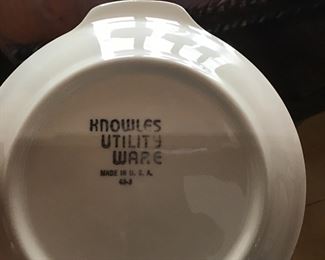 KNOWLES
UTILITY
WARE
MADE IN U. S. A.